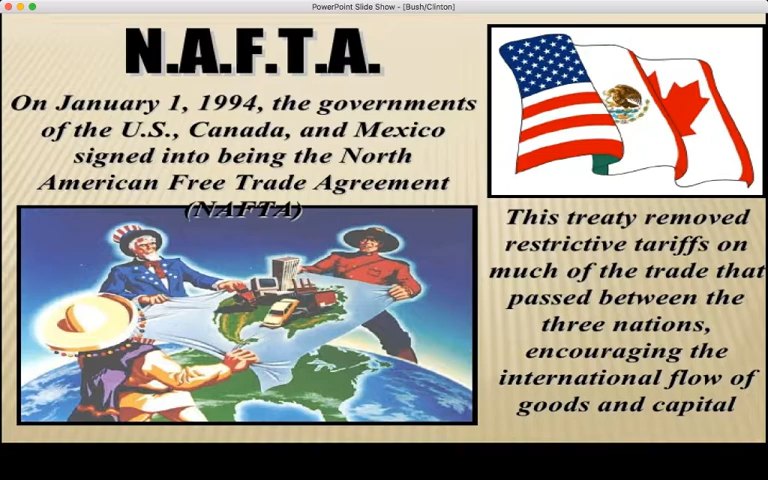 PowerPoint Slide Show - [Bush/Clinton]
N.A.F.T.A.
On January 1, 1994, the governments
of the U.S., Canada, and Mexico
signed into being the North
American Free Trade Agreement
(NAFTA)
This treaty removed
restrictive tariffs on
much of the trade that
passed between the
three nations,
encouraging the
international flow of
goods and capital